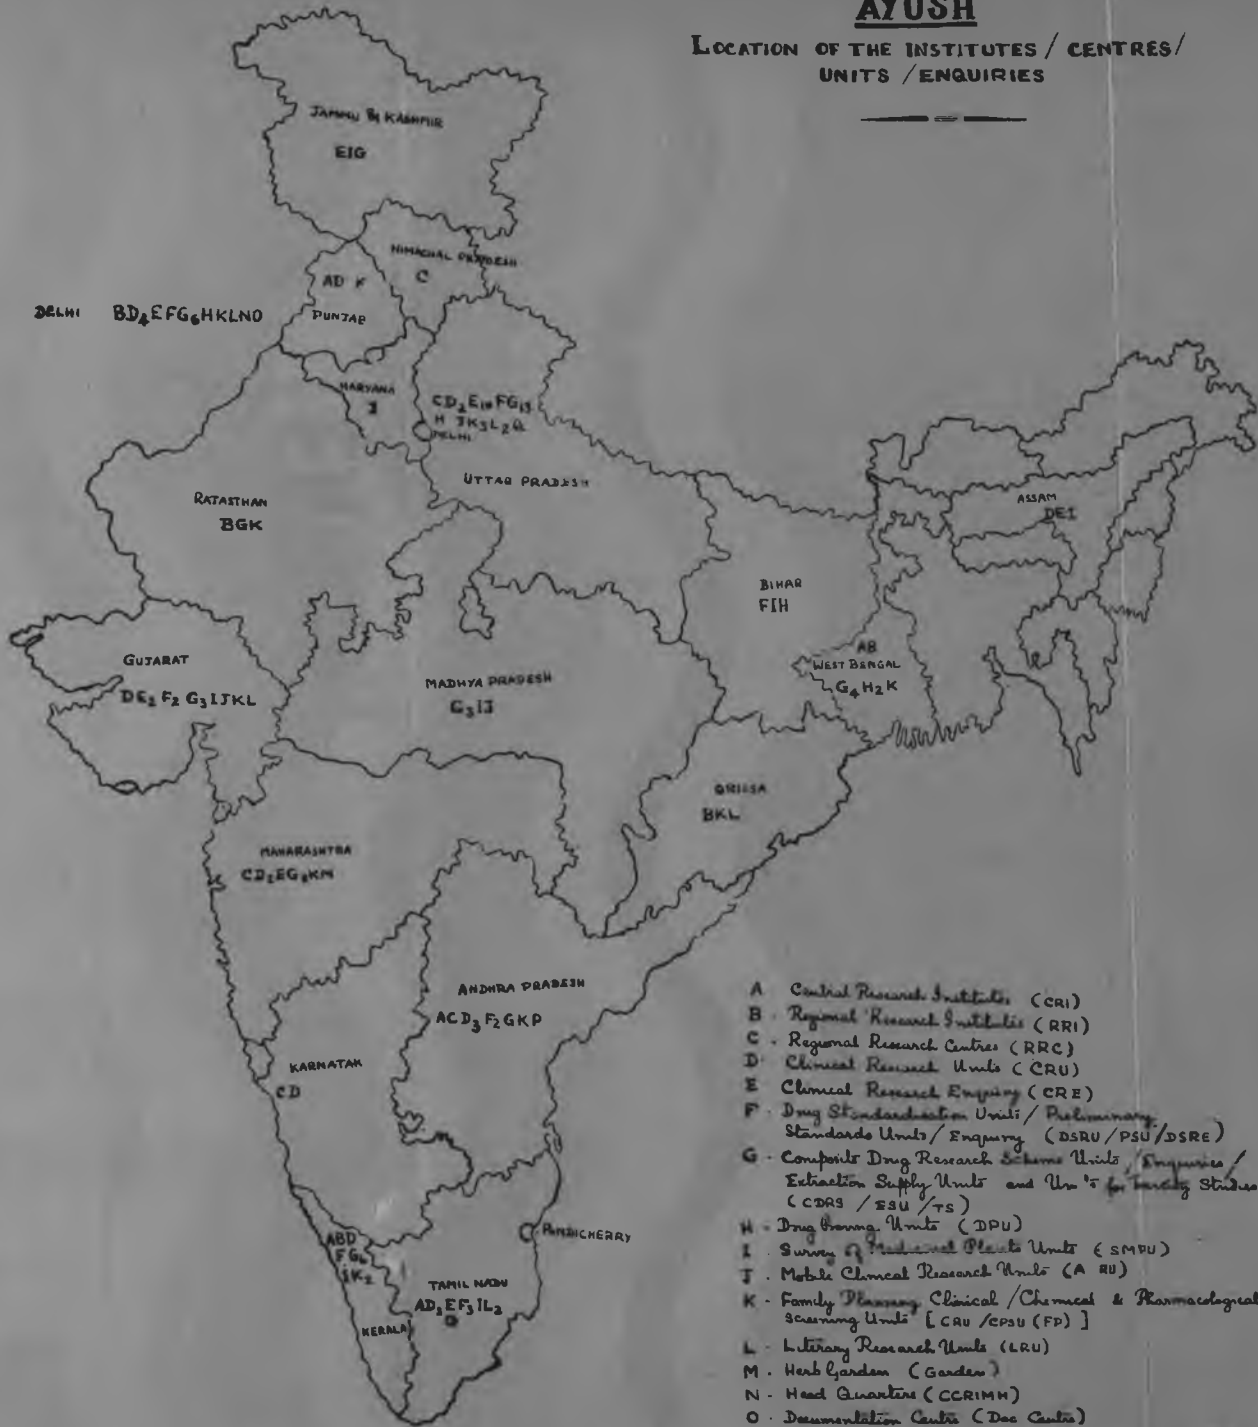 AYUSH
LOCATION OF THE INSTITUTES / CENTRES/
UNITS / ENQUIRIES
JAMMU & KASHMIR
EIG
HIMACHAL PRADESH
C
AD K
PUNJAB
DELHI BD4EFG6HKLNO
HARYANA
CD2E10FG13
H JK3L2Q
DELHI
UTTAR PRADESH
RATASTHAN
BGK
ASSAM
DEI
BIHAR
FIH
AB
WEST BENGAL
G4H2K
GUJARAT
DE2F2G3IJKL
MADHYA PRADESH
G3IJ
ORISSA
BKL
MAHARASHTRA
ANDHRA PRADESH
ACD3F2GKP
KARNATAK
CD
PONDICHERRY
ABD
TAMIL NADU
KERALA
A Central Research Institutes (CRI)
B - Regional Research Institutes (RRI)
C - Regional Research Centres (RRC)
D Clinical Research Units (CRU)
E Clinical Research Enquiry (CRE)
F - Drug Standardisation Units/ Preliminary
Standards Units/ Enquiry (DSRU/PSU/DSRE)
G - Composite Drug Research Scheme Units/Enquiries/
Extraction Supply Units and for Toxicity Studies
(CDRS / ESU /TS)
H - Drug Proving Units (DPU)
I Survey of Medicinal Plants Units (SMPU)
J - Mobile Clinical Research Units
K - Family Planning Clinical /Chemical & Pharmacological
Screening Units [CRU /CPSU (FP)]
L - Literary Research Units (LRU)
M - Herb Garden (Garden)
N - Head Quarters (CCRIMH)
O - Documentation Centre (Doc Centre)